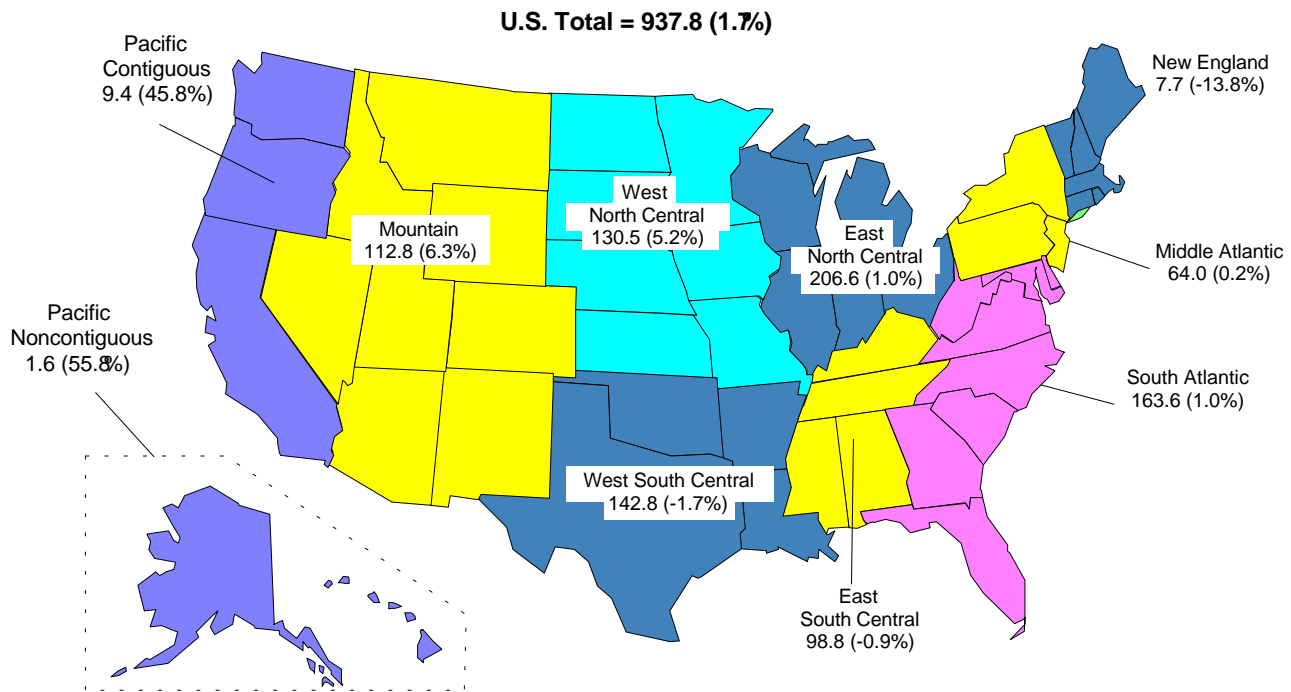 U.S. Total = 937.8 (1.7%)
Pacific
Contiguous
9.4 (45.8%)
New England
7.7 (-13.8%)
West
North Central
130.5 (5.2%)
Mountain
112.8 (6.3%)
East
North Central
206.6 (1.0%)
Middle Atlantic
64.0 (0.2%)
Pacific
Noncontiguous
1.6 (55.8%)
South Atlantic
163.6 (1.0%)
West South Central
142.8 (-1.7%)
East
South Central
98.8 (-0.9%)